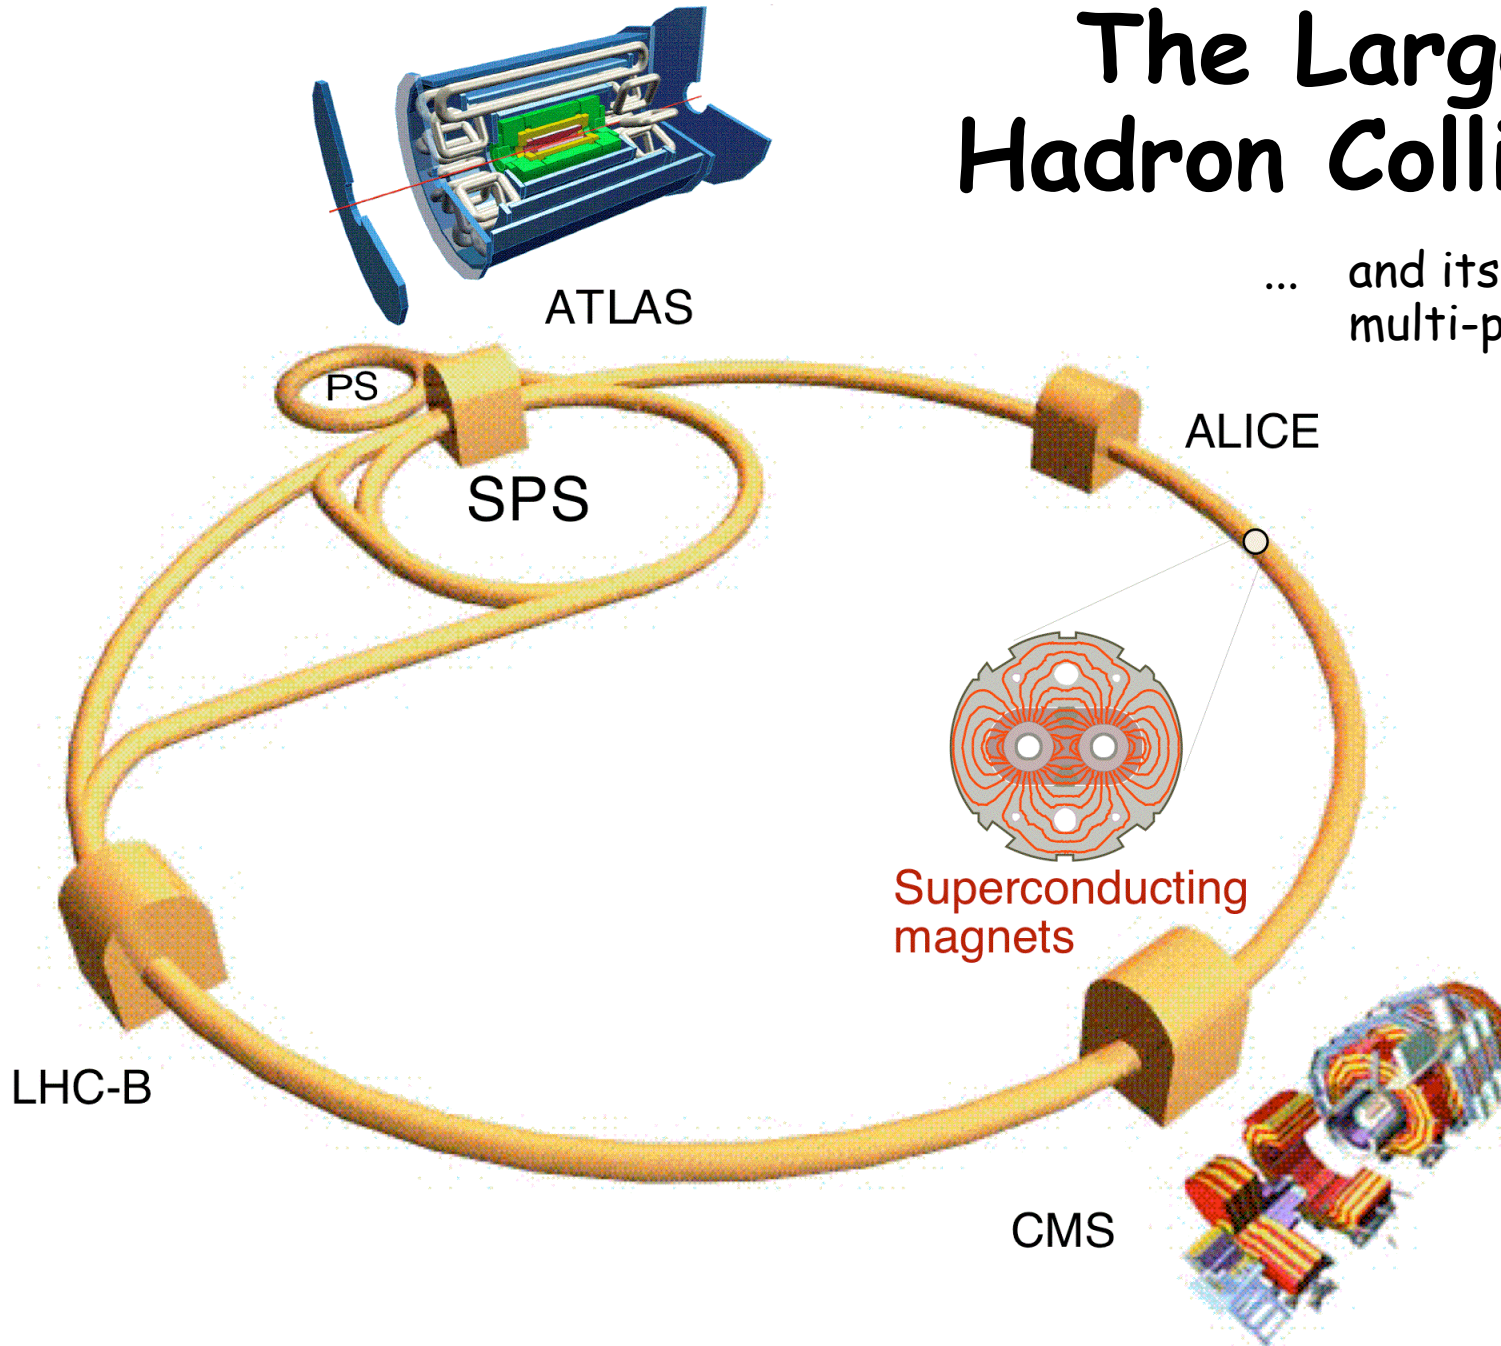 The Larg
Hadron Colli
... and its
multi-p
ATLAS
PS
ALICE
SPS
Superconducting
magnets
LHC-B
CMS